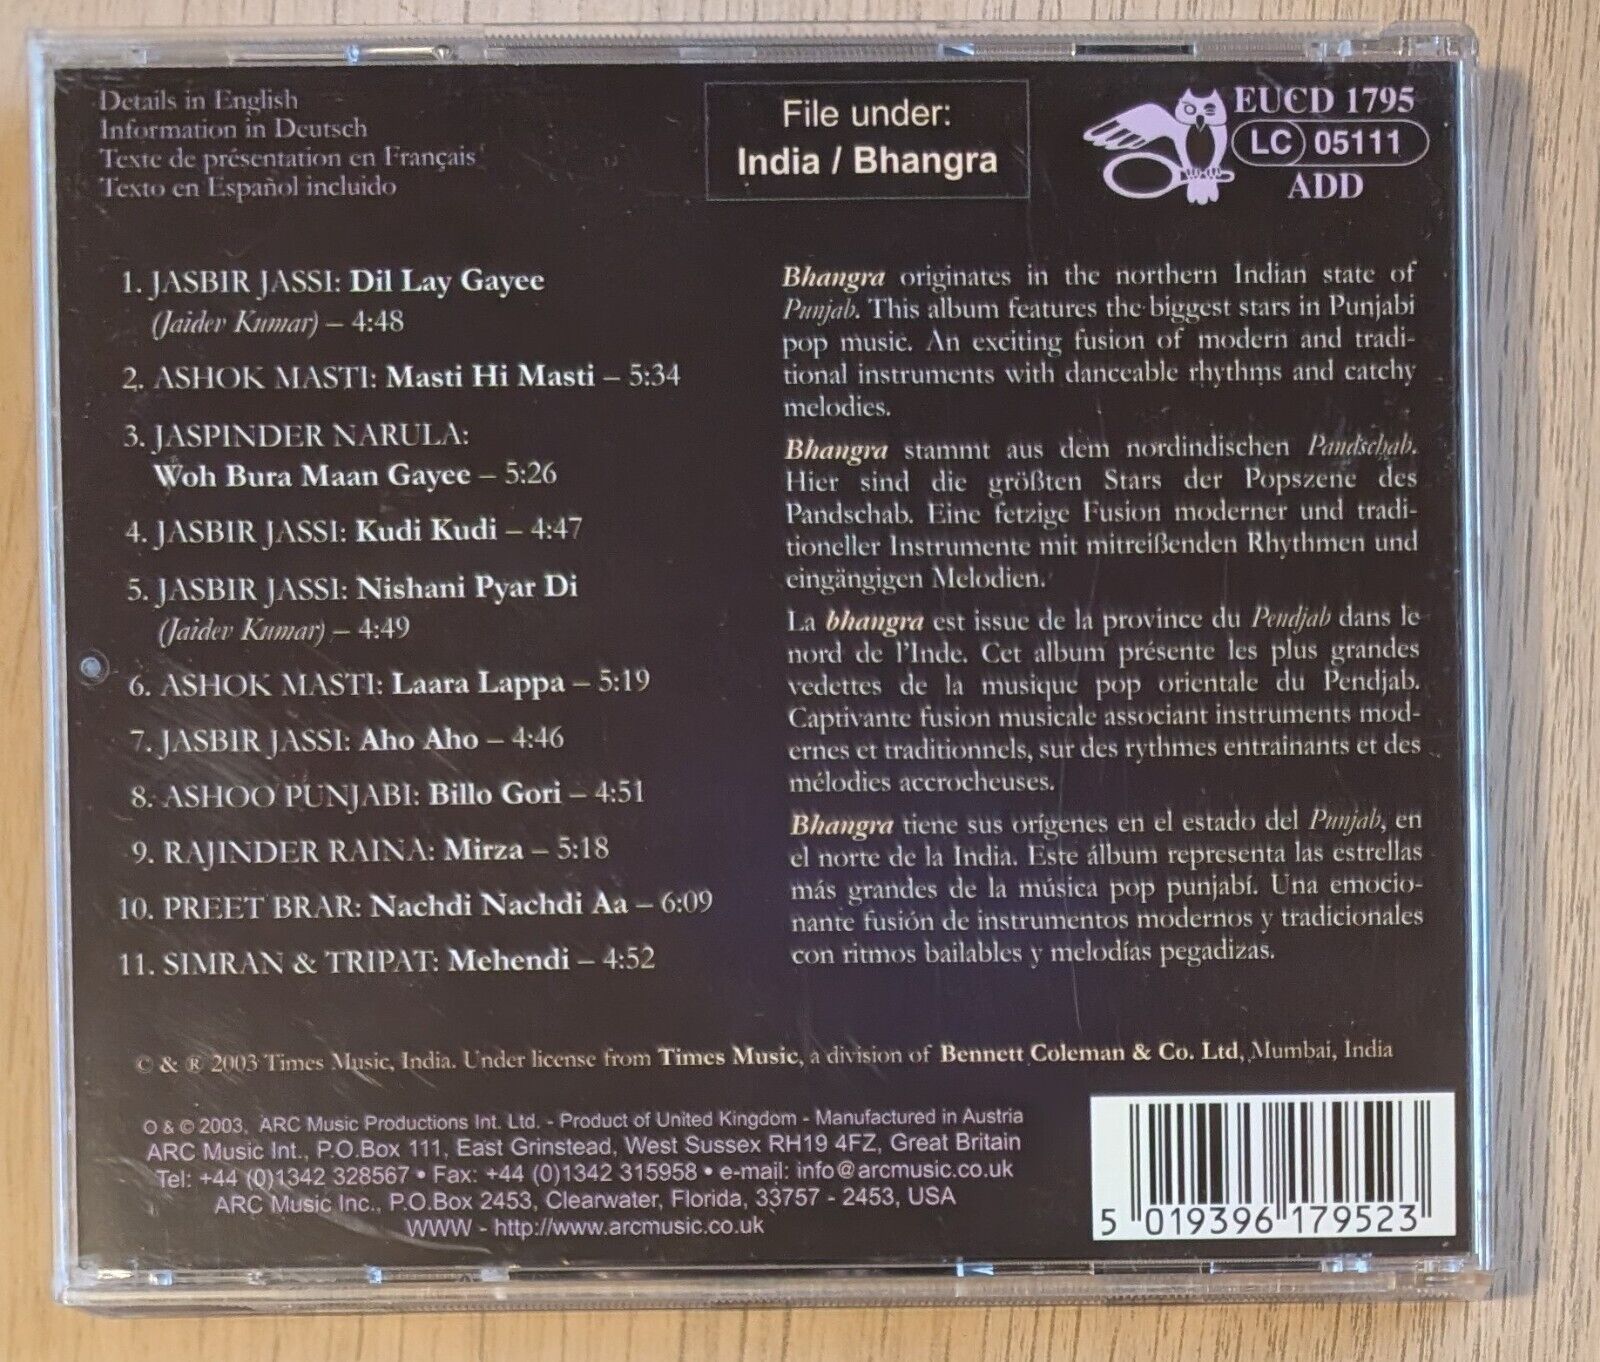 Details in English
Information in Deutsch
Texte de présentation en Français
Texto en Español incluido
File under:
India / Bhangra
EUCD 1795
LC 05111
ADD
1. JASBIR JASSI: Dil Lay Gayee
(Jaidev Kumar) – 4:48
2. ASHOK MASTI: Masti Hi Masti – 5:34
3. JASPINDER NARULA:
Woh Bura Maan Gayee – 5:26
4. JASBIR JASSI: Kudi Kudi – 4:47
5. JASBIR JASSI: Nishani Pyar Di
(Jaidev Kumar) – 4:49
6. ASHOK MASTI: Laara Lappa – 5:19
7. JASBIR JASSI: Aho Aho – 4:46
8. ASHOO PUNJABI: Billo Gori – 4:51
9. RAJINDER RAINA: Mirza – 5:18
10. PREET BRAR: Nachdi Nachdi Aa – 6:09
11. SIMRAN & TRIPAT: Mehendi – 4:52
Bhangra originates in the northern Indian state of
Punjab. This album features the biggest stars in Punjabi
pop music. An exciting fusion of modern and tradi-
tional instruments with danceable rhythms and catchy
melodies.
Bhangra stammt aus dem nordindischen Pandschab.
Hier sind die größten Stars der Popszene des
Pandschab. Eine fetzige Fusion moderner und tradi-
tioneller Instrumente mit mitreißenden Rhythmen und
eingängigen Melodien.
La bhangra est issue de la province du Pendjab dans le
nord de l'Inde. Cet album présente les plus grandes
vedettes de la musique pop orientale du Pendjab.
Captivante fusion musicale associant instruments mod-
ernes et traditionnels, sur des rythmes entrainants et des
mélodies accrocheuses.
Bhangra tiene sus orígenes en el estado del Punjab, en
el norte de la India. Este álbum representa las estrellas
más grandes de la música pop punjabí. Una emocio-
nante fusión de instrumentos modernos y tradicionales
con ritmos bailables y melodías pegadizas.
© & ® 2003 Times Music, India. Under license from Times Music, a division of Bennett Coleman & Co. Ltd, Mumbai, India
O & © 2003, ARC Music Productions Int. Ltd. - Product of United Kingdom - Manufactured in Austria
ARC Music Int., P.O.Box 111, East Grinstead, West Sussex RH19 4FZ, Great Britain
Tel: +44 (0)1342 328567 • Fax: +44 (0)1342 315958 • e-mail: info@arcmusic.co.uk
ARC Music Inc., P.O.Box 2453, Clearwater, Florida, 33757 - 2453, USA
WWW - http://www.arcmusic.co.uk
5 019396 179523